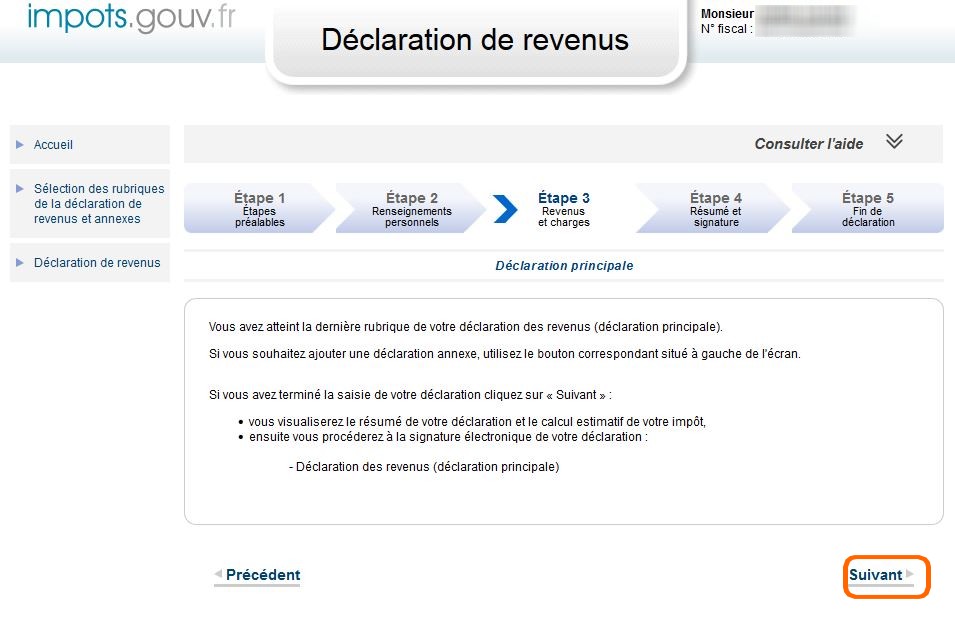 impots.gouv.fr
Déclaration de revenus
Monsieur
N° fiscal :
Accueil
Sélection des rubriques
de la déclaration de
revenus et annexes
Déclaration de revenus
Consulter l'aide
Étape 1
Étapes
préalables
Étape 2
Renseignements
personnels
Étape 3
Revenus
et charges
Étape 4
Résumé et
signature
Étape 5
Fin de
déclaration
Déclaration principale
Vous avez atteint la dernière rubrique de votre déclaration des revenus (déclaration principale).
Si vous souhaitez ajouter une déclaration annexe, utilisez le bouton correspondant situé à gauche de l'écran.
Si vous avez terminé la saisie de votre déclaration cliquez sur « Suivant » :
• vous visualiserez le résumé de votre déclaration et le calcul estimatif de votre impôt,
• ensuite vous procéderez à la signature électronique de votre déclaration :
- Déclaration des revenus (déclaration principale)
Précédent
Suivant